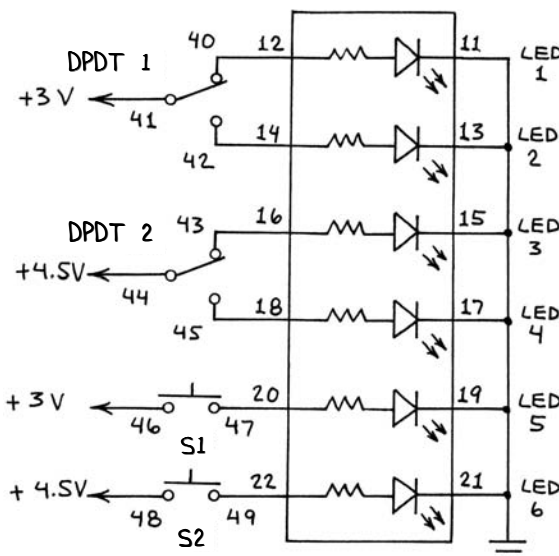 40 12 11 LED
1
DPDT 1
+3 V
41
42 14 13 LED
2
43 16 15 LED
3
DPDT 2
+4.5V
44
45 18 17 LED
4
+ 3 V
46 47 20 19 LED
5
S1
+ 4.5V
48 49 22 21 LED
6
S2